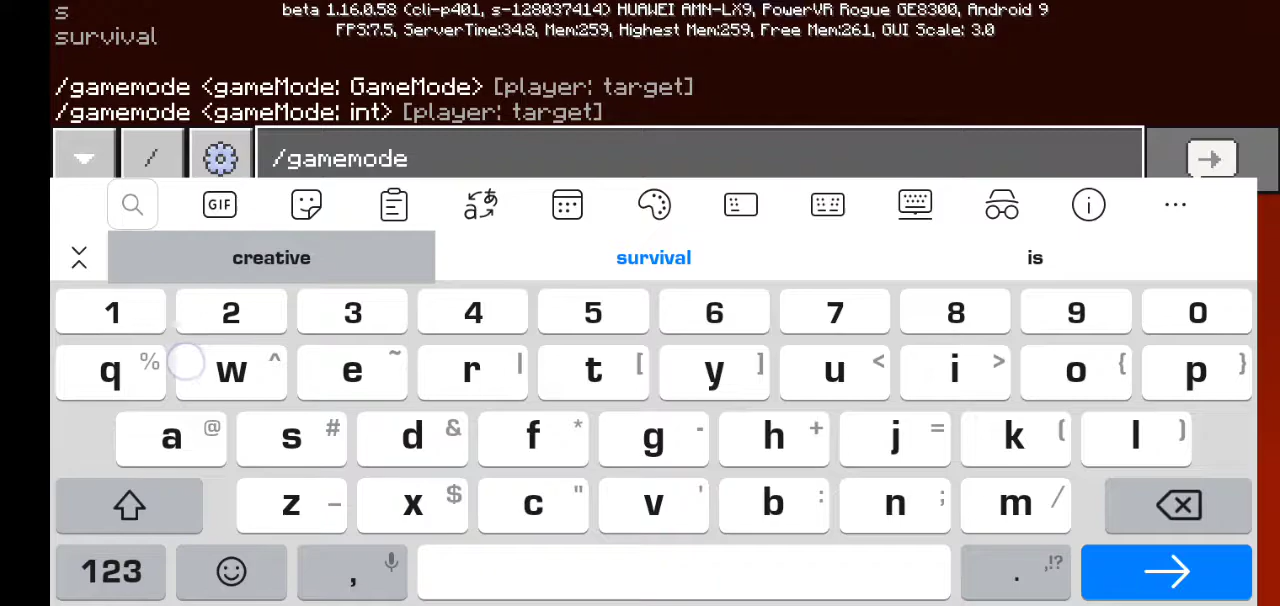 s
beta 1.16.0.58 (cli-p401, s-128037414) HUAWEI AMN-LX9, PowerVR Rogue GE8300, Android 9
survival
FPS:7.5, ServerTime:34.8, Mem:259, Highest Mem:259, Free Mem:261, GUI Scale: 3.0
/gamemode <gameMode: GameMode> [player: target]
/gamemode <gameMode: int> [player: target]
/ /gamemode
GIF aあ
creative survival is
1 2 3 4 5 6 7 8 9 0
q % w ^ e ~ r | t [ y ] u < i > o { p }
a @ s # d & f * g - h + j = k ( l )
z _ x $ c " v ' b : n ; m /
123 , . ,!?